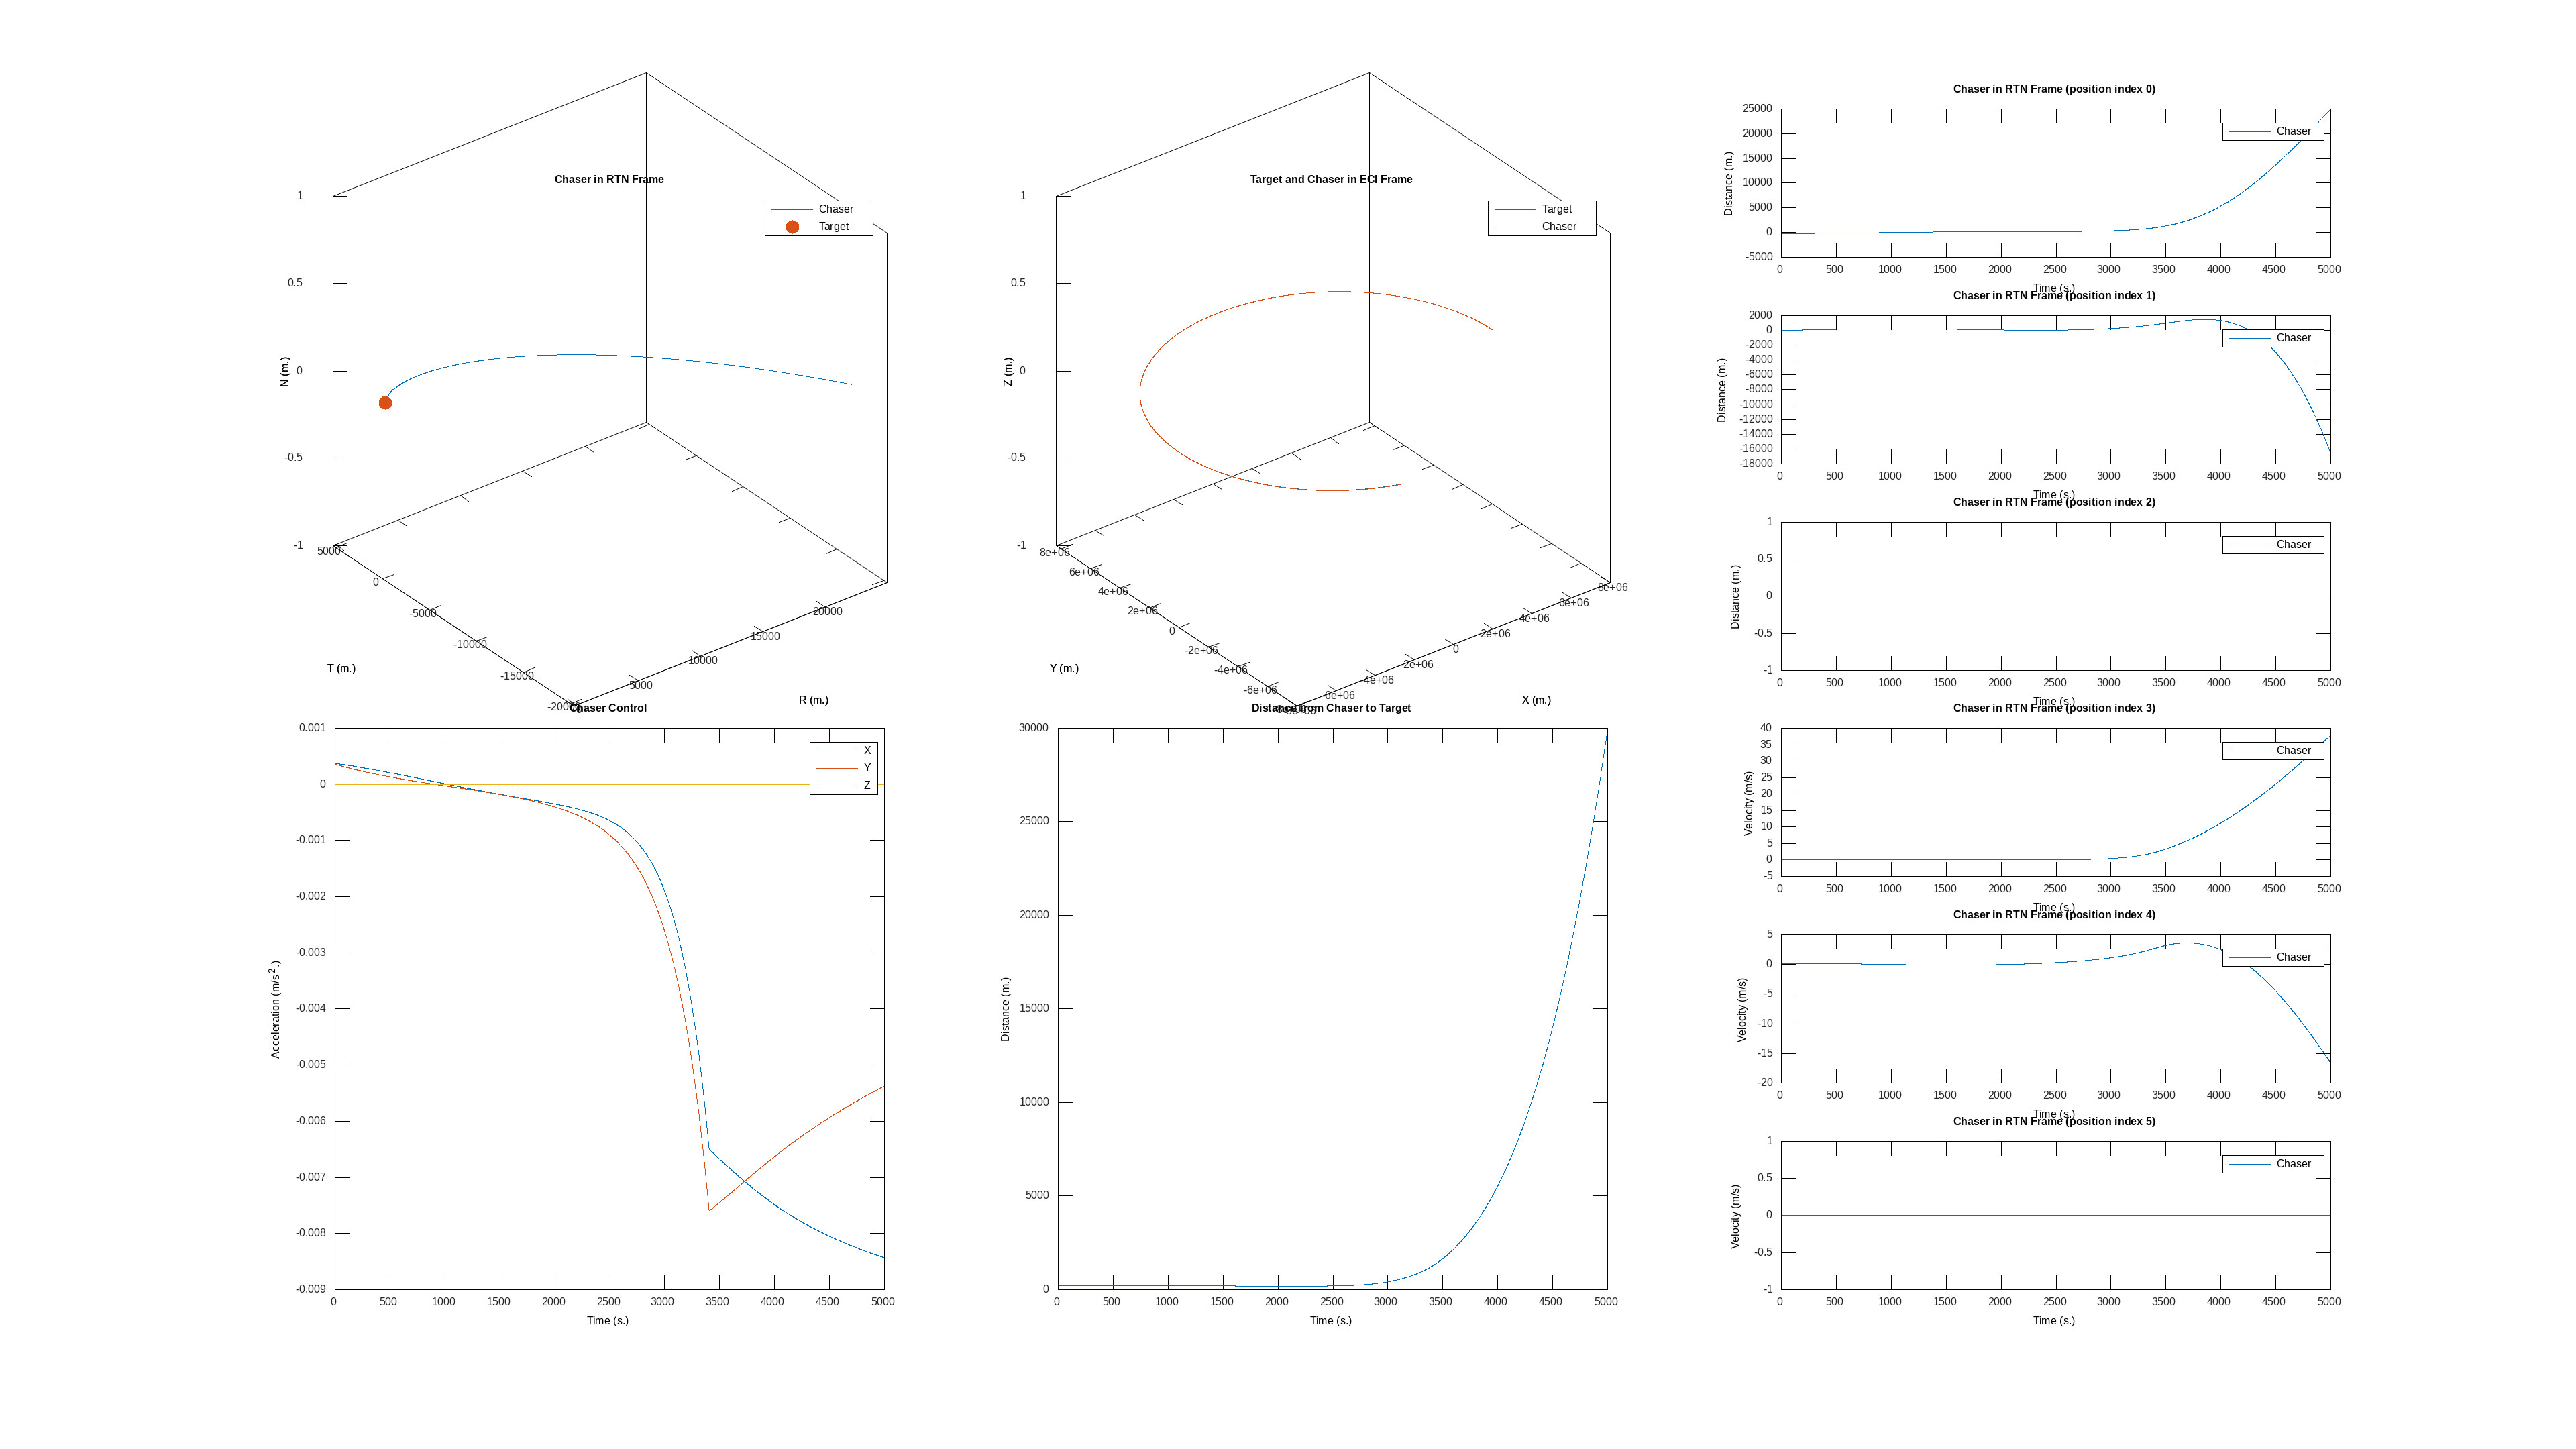 Chaser in RTN Frame
Chaser
Target
1
0.5
0
-0.5
-1
N (m.)
5000
0
-5000
-10000
-15000
T (m.)
5000
10000
15000
20000
R (m.)
Target and Chaser in ECI Frame
Target
Chaser
1
0.5
0
-0.5
-1
Z (m.)
8e+06
6e+06
4e+06
2e+06
0
-2e+06
-4e+06
-6e+06
Y (m.)
-6e+06
-4e+06
-2e+06
0
2e+06
4e+06
6e+06
8e+06
X (m.)
Chaser in RTN Frame (position index 0)
Chaser
25000
20000
15000
10000
5000
0
-5000
Distance (m.)
0 500 1000 1500 2000 2500 3000 3500 4000 4500 5000
Time (s.)
Chaser in RTN Frame (position index 1)
Chaser
2000
0
-2000
-4000
-6000
-8000
-10000
-12000
-14000
-16000
-18000
Distance (m.)
0 500 1000 1500 2000 2500 3000 3500 4000 4500 5000
Time (s.)
Chaser in RTN Frame (position index 2)
Chaser
1
0.5
0
-0.5
-1
Distance (m.)
0 500 1000 1500 2000 2500 3000 3500 4000 4500 5000
Time (s.)
Chaser Control
X
Y
Z
0.001
0
-0.001
-0.002
-0.003
-0.004
-0.005
-0.006
-0.007
-0.008
-0.009
Acceleration (m/s².)
0 500 1000 1500 2000 2500 3000 3500 4000 4500 5000
Time (s.)
Distance from Chaser to Target
30000
25000
20000
15000
10000
5000
0
Distance (m.)
0 500 1000 1500 2000 2500 3000 3500 4000 4500 5000
Time (s.)
Chaser in RTN Frame (position index 3)
Chaser
40
35
30
25
20
15
10
5
0
-5
Velocity (m/s)
0 500 1000 1500 2000 2500 3000 3500 4000 4500 5000
Time (s.)
Chaser in RTN Frame (position index 4)
Chaser
5
0
-5
-10
-15
-20
Velocity (m/s)
0 500 1000 1500 2000 2500 3000 3500 4000 4500 5000
Time (s.)
Chaser in RTN Frame (position index 5)
Chaser
1
0.5
0
-0.5
-1
Velocity (m/s)
0 500 1000 1500 2000 2500 3000 3500 4000 4500 5000
Time (s.)